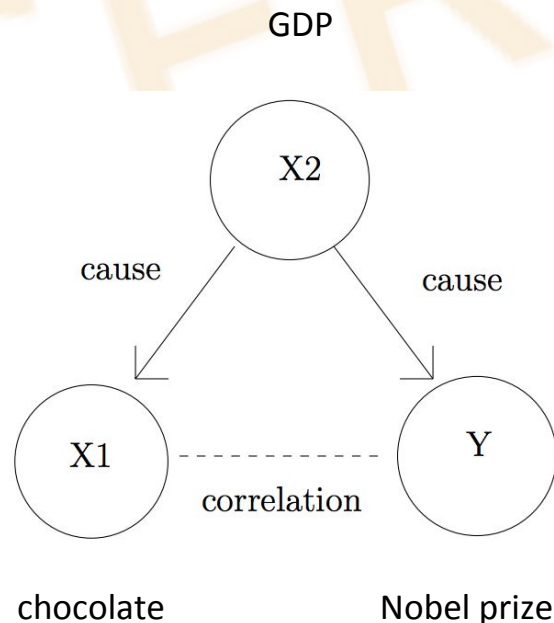 GDP
X2
cause
cause
X1
Y
correlation
chocolate
Nobel prize